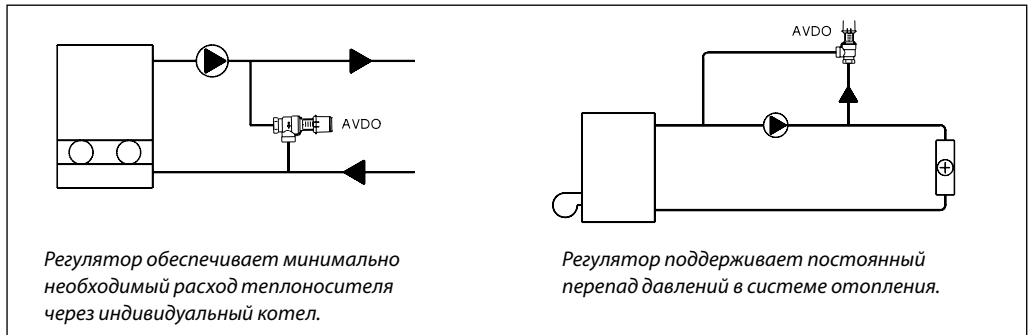 AVDO
AVDO
Регулятор обеспечивает минимально
необходимый расход теплоносителя
через индивидуальный котел.
Регулятор поддерживает постоянный
перепад давлений в системе отопления.